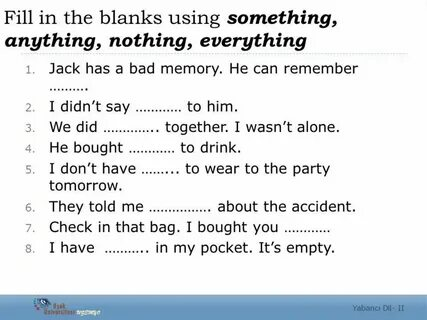 Fill in the blanks using something,
anything, nothing, everything
1. Jack has a bad memory. He can remember
……….
2. I didn't say ………… to him.
3. We did ………….. together. I wasn't alone.
4. He bought ………… to drink.
5. I don't have ……... to wear to the party
tomorrow.
6. They told me ……………. about the accident.
7. Check in that bag. I bought you …………
8. I have ……….. in my pocket. It's empty.
Uşak
Üniversitesi
Yabancı Dil- II